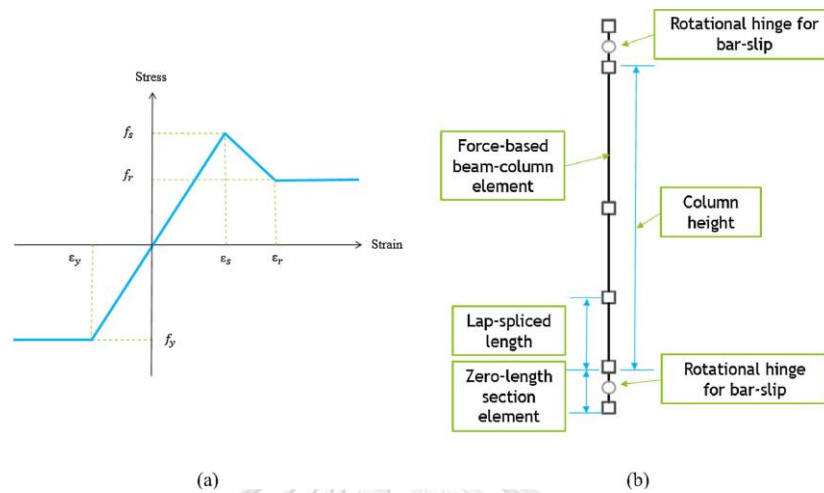 Stress
f_s
f_r
Strain
ε_y
ε_s
ε_r
f_y
(a)
Rotational hinge for
bar-slip
Force-based
beam-column
element
Column
height
Lap-spliced
length
Zero-length
section
element
Rotational hinge
for bar-slip
(b)